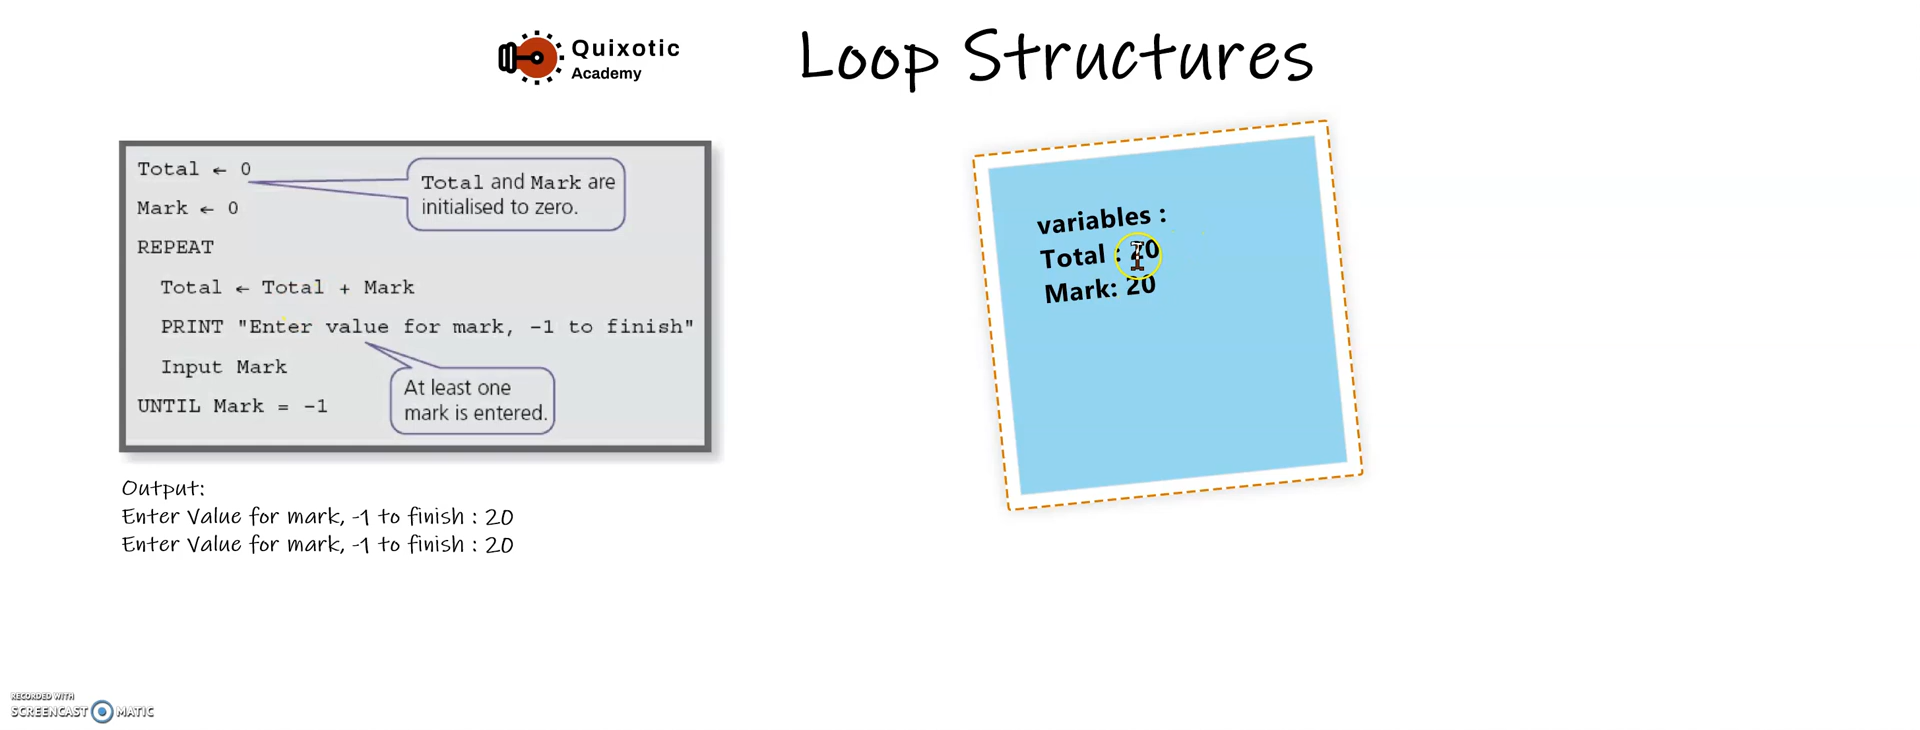 Quixotic
Academy
Loop Structures
Total ← 0
Mark ← 0
REPEAT
Total ← Total + Mark
PRINT "Enter value for mark, -1 to finish"
Input Mark
UNTIL Mark = -1
Total and Mark are
initialised to zero.
At least one
mark is entered.
Output:
Enter Value for mark, -1 to finish : 20
Enter Value for mark, -1 to finish : 20
variables :
Total : 20
Mark: 20
RECORDED WITH
SCREENCAST MATIC